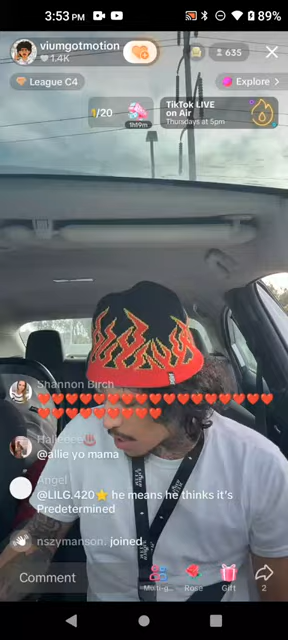 3:53 PM
89%
viumgotmotion
1.4K
635
League C4
Explore >
1/20
1h19m
TikTok LIVE
on Air
Thursdays at 5pm
Shannon Birch
@allie yo mama
Angel
@LILG.420⭐ he means he thinks it's
Predetermined
nszymanson. joined
Comment
Multi-g...
Rose
Gift
2